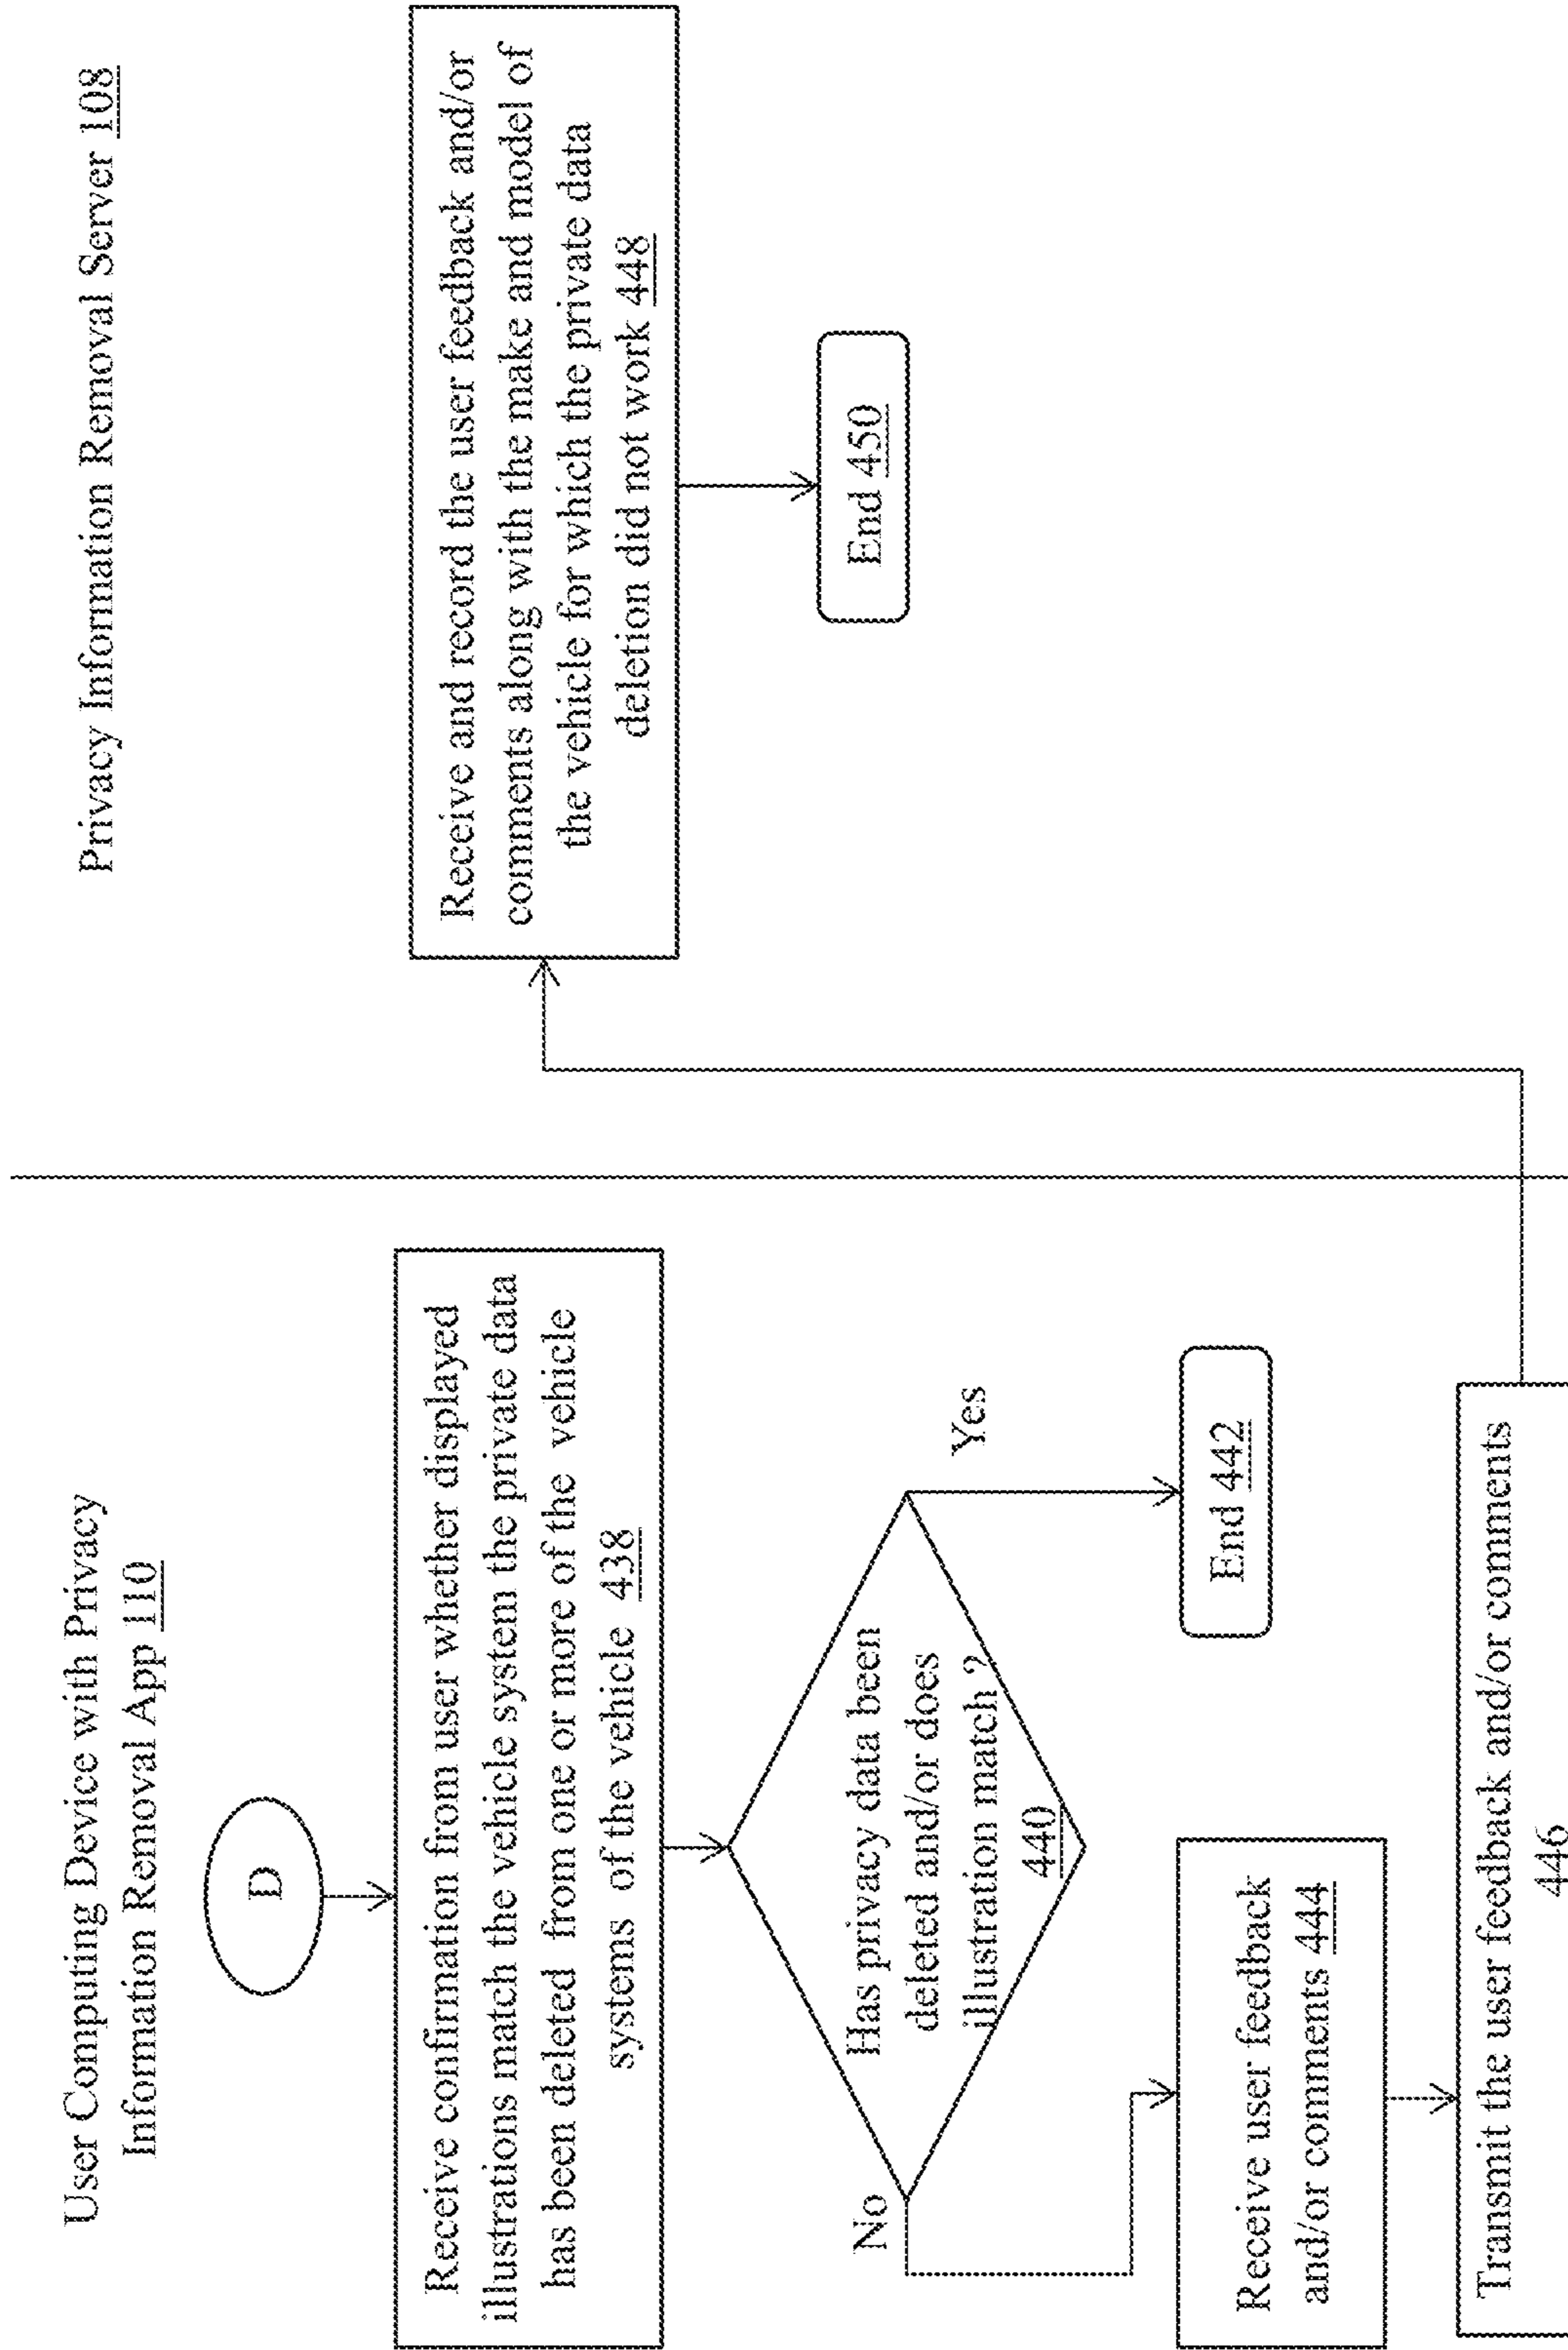 User Computing Device with Privacy
Information Removal App 110
D
Receive confirmation from user whether displayed
illustrations match the vehicle system the private data
has been deleted from one or more of the vehicle
systems of the vehicle 438
Has privacy data been
deleted and/or does
illustration match ?
440
Yes
No
End 442
Receive user feedback
and/or comments 444
Transmit the user feedback and/or comments
446
Privacy Information Removal Server 108
Receive and record the user feedback and/or
comments along with the make and model of
the vehicle for which the private data
deletion did not work 448
End 450